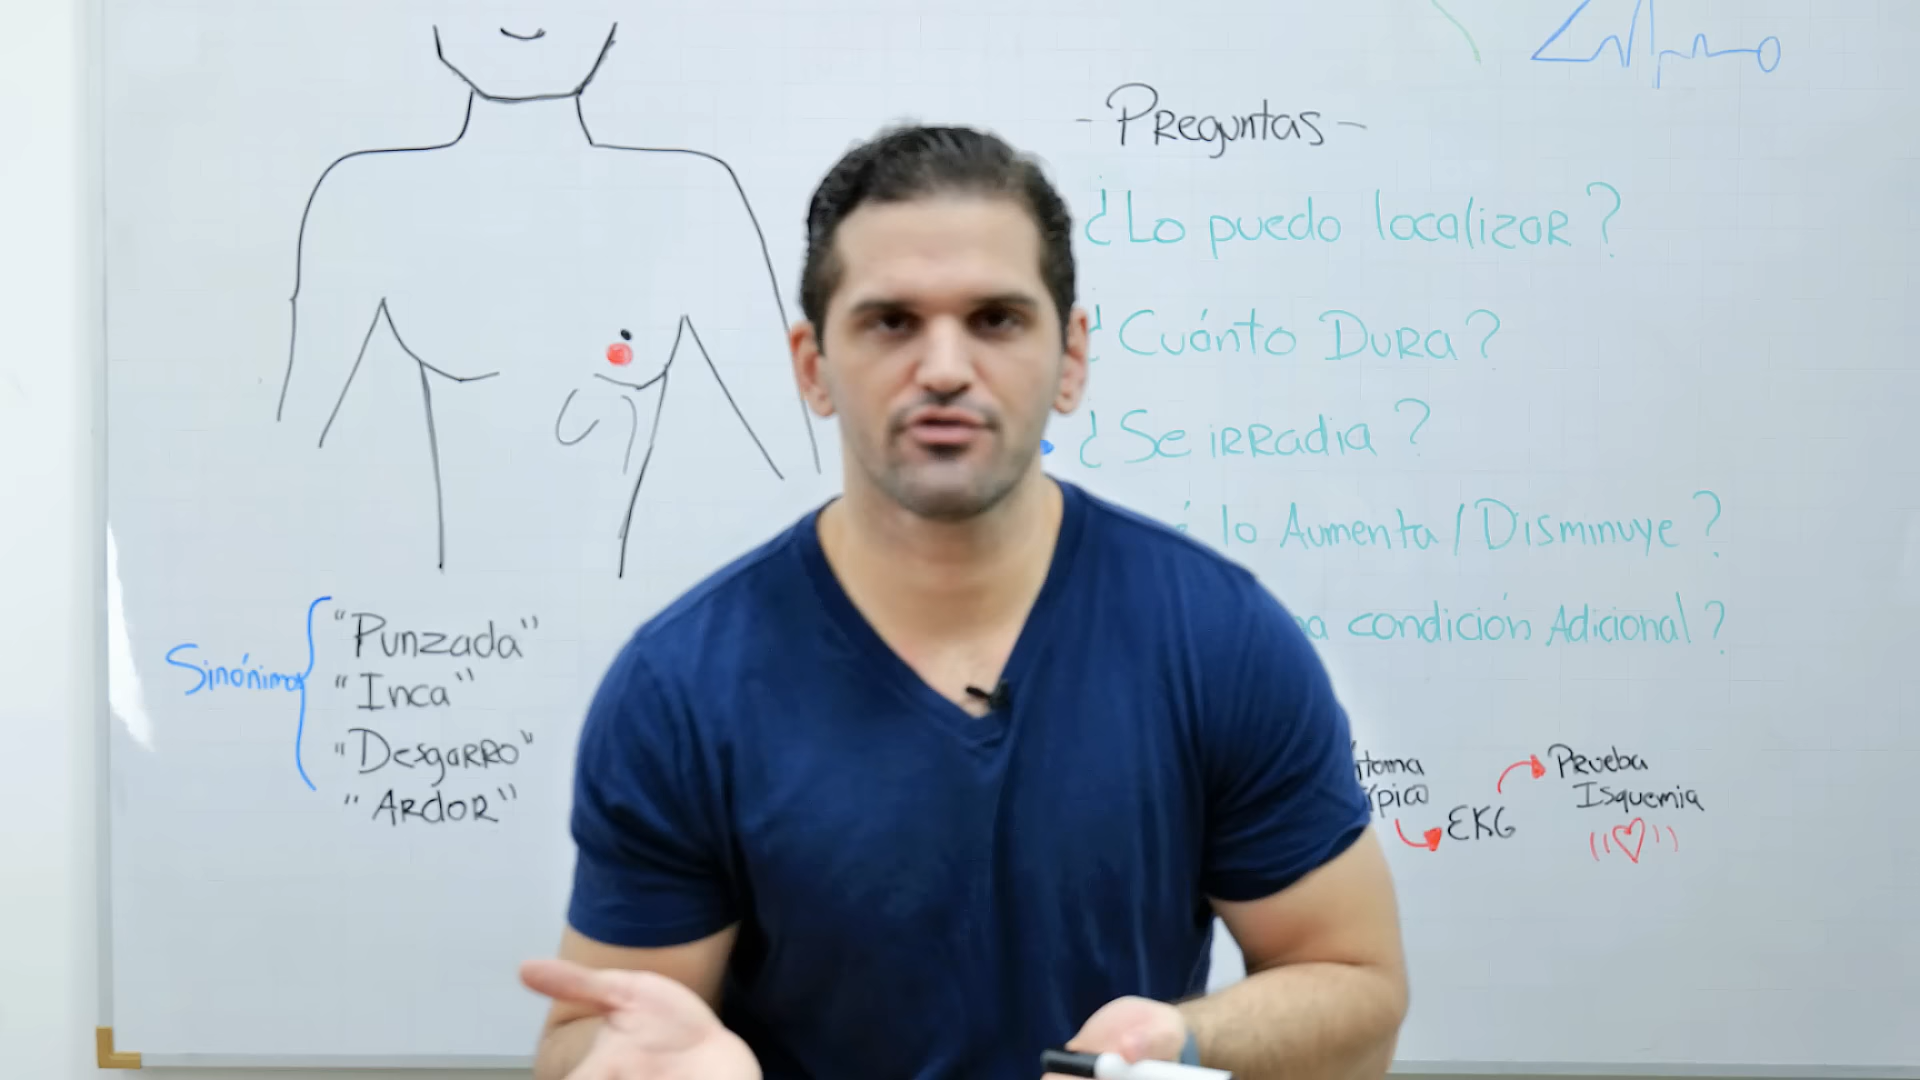 Sinónimos
"Punzada"
"Inca"
"Desgarro"
"Ardor"
- Preguntas -
¿Lo puedo localizar?
¿Cuánto Dura?
¿Se irradia?
lo Aumenta / Disminuye?
condición Adicional?
EKG
Prueba
Isquemia